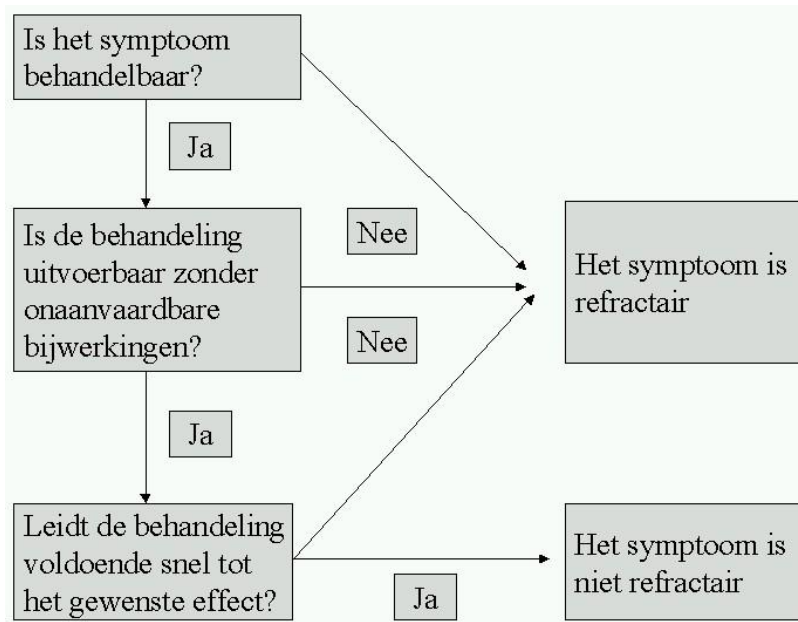 Is het symptoom
behandelbaar?
Ja
Is de behandeling
uitvoerbaar zonder
onaanvaardbare
bijwerkingen?
Nee
Nee
Het symptoom is
refractair
Ja
Leidt de behandeling
voldoende snel tot
het gewenste effect?
Ja
Het symptoom is
niet refractair